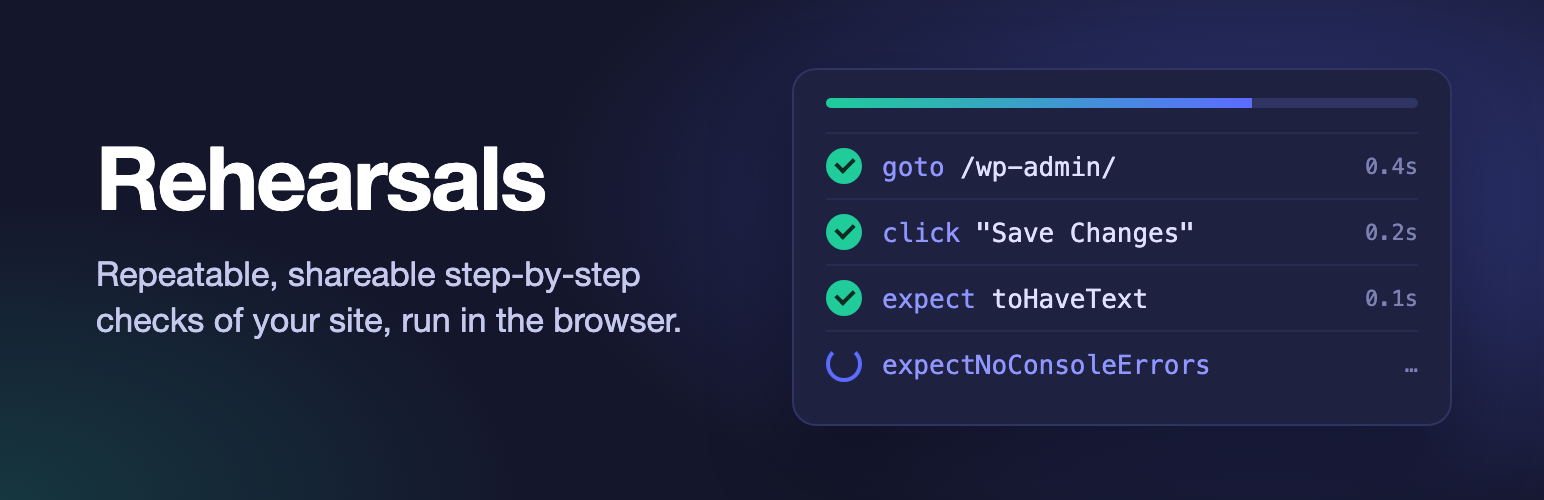 Rehearsals
Repeatable, shareable step-by-step
checks of your site, run in the browser.
goto /wp-admin/ 0.4s
click "Save Changes" 0.2s
expect toHaveText 0.1s
expectNoConsoleErrors …